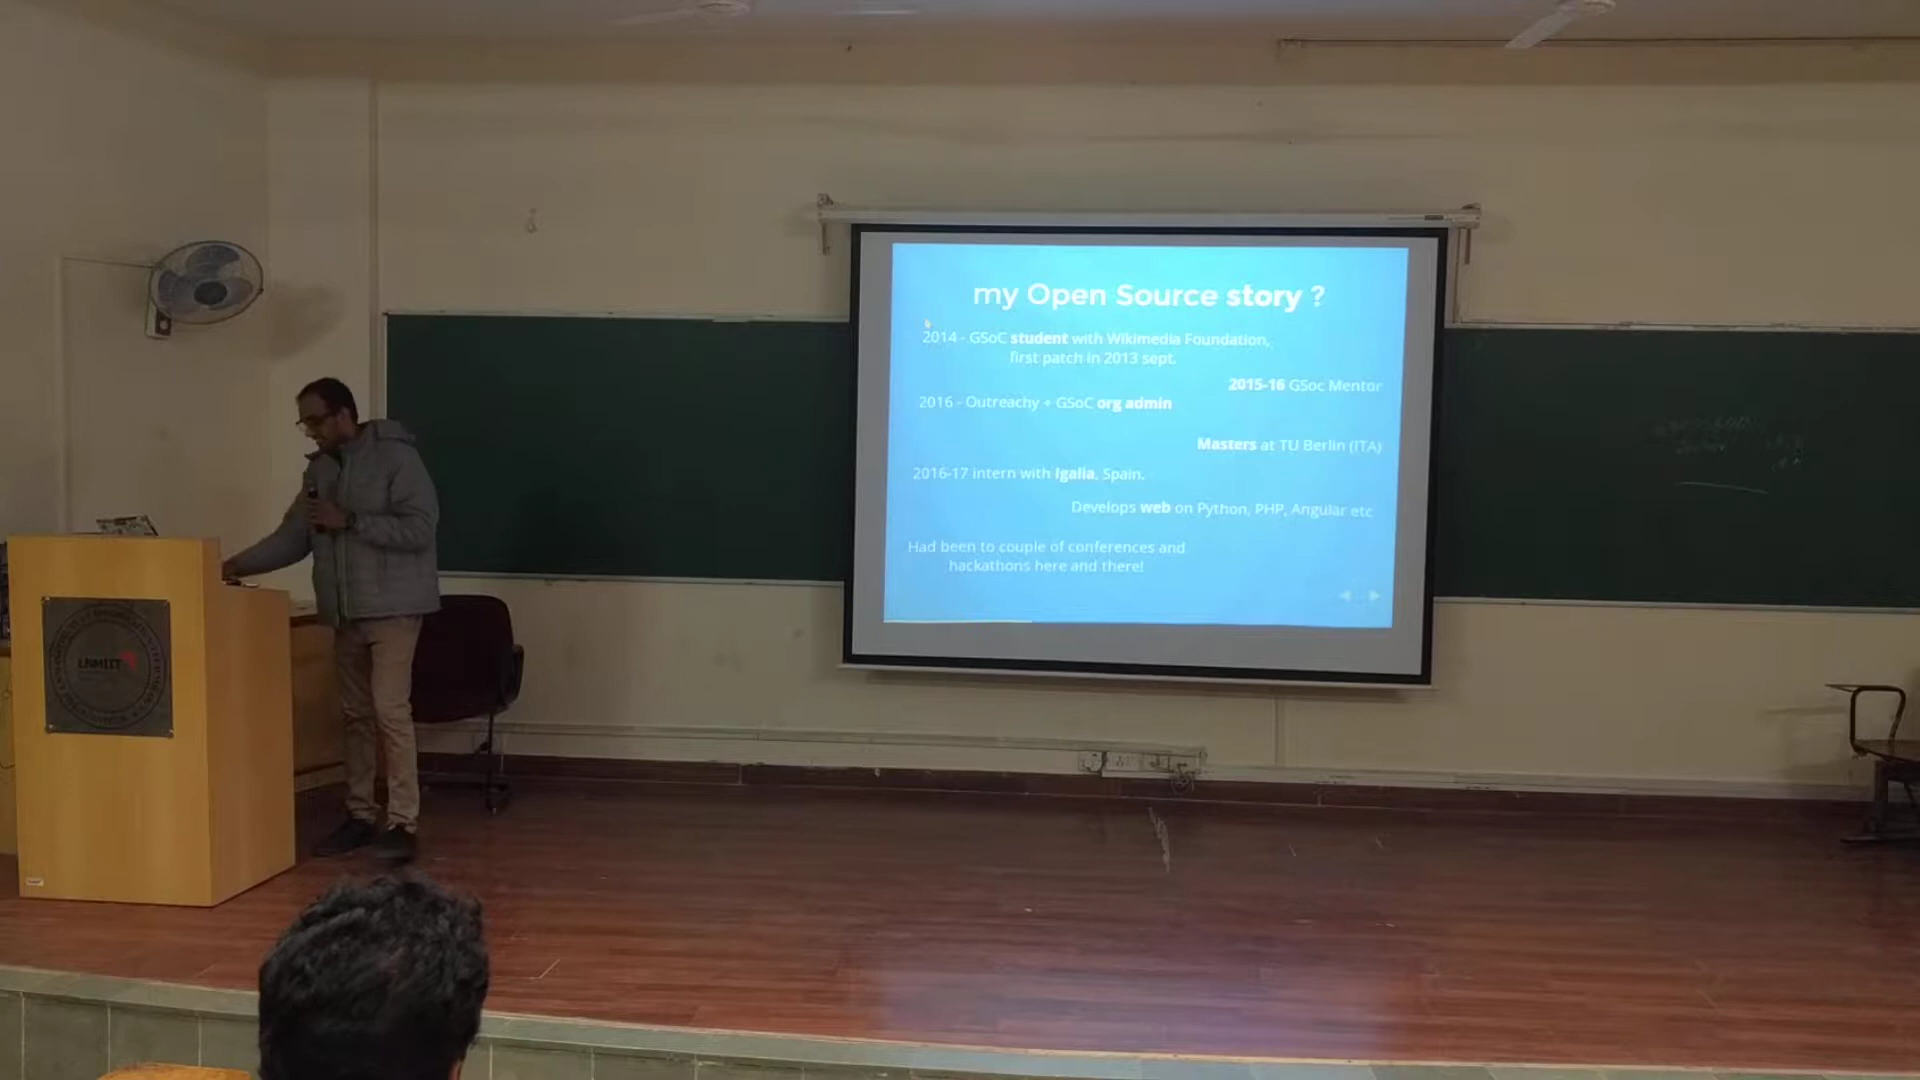 my Open Source story ?
2014 - GSoC student with Wikimedia Foundation,
first patch in 2013 sept.
2015-16 GSoc Mentor
2016 - Outreachy + GSoC org admin
Masters at TU Berlin (ITA)
2016-17 intern with Igalia, Spain.
Develops web on Python, PHP, Angular etc
Had been to couple of conferences and
hackathons here and there!
LNMIIT